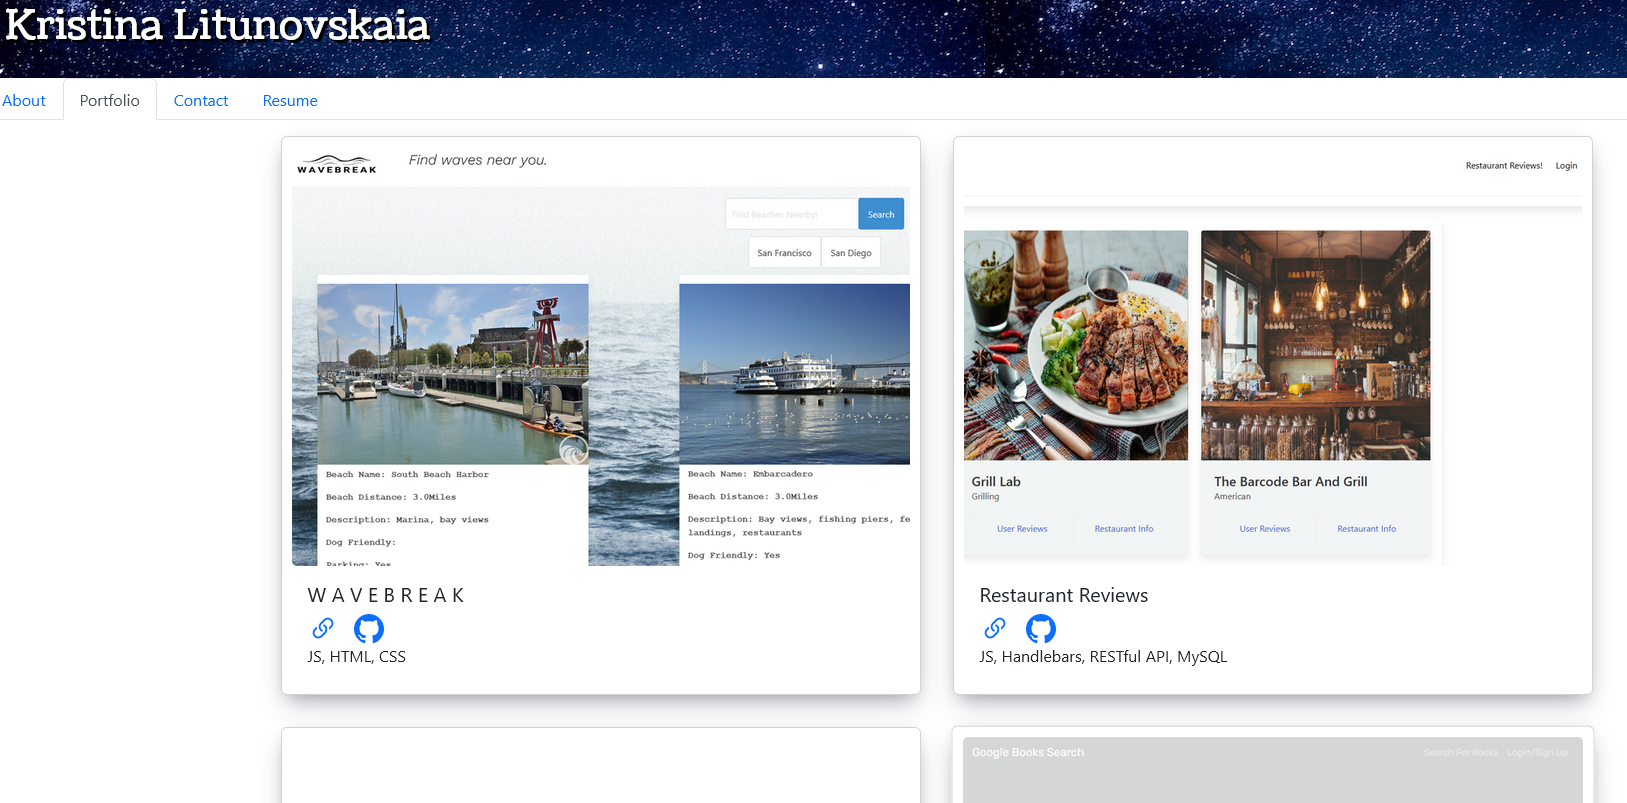 Kristina Litunovskaia
About Portfolio Contact Resume
WAVEBREAK
Find waves near you.
Find Beaches Nearby!
Search
San Francisco
San Diego
Beach Name: South Beach Harbor
Beach Distance: 3.0Miles
Description: Marina, bay views
Dog Friendly:
Parking: Yes
Beach Name: Embarcadero
Beach Distance: 3.0Miles
Description: Bay views, fishing piers, fe
landings, restaurants
Dog Friendly: Yes
W A V E B R E A K
JS, HTML, CSS
Restaurant Reviews! Login
Grill Lab
Grilling
User Reviews Restaurant Info
The Barcode Bar And Grill
American
User Reviews Restaurant Info
Restaurant Reviews
JS, Handlebars, RESTful API, MySQL
Google Books Search
Search For Books Login/Sign Up